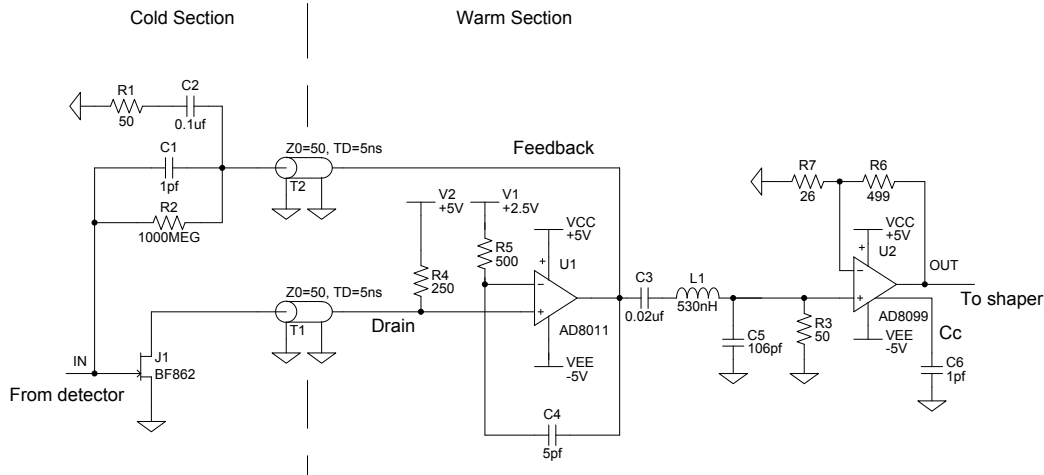 Cold Section
Warm Section
R1
50
C2
0.1uf
C1
1pf
R2
1000MEG
Z0=50, TD=5ns
T2
Feedback
V2
+5V
V1
+2.5V
R4
250
R5
500
VCC
+5V
+
U1
AD8011
VEE
-5V
Z0=50, TD=5ns
T1
Drain
IN
From detector
J1
BF862
C4
5pf
C3
0.02uf
L1
530nH
C5
106pf
R3
50
R7
26
R6
499
VCC
+5V
+
U2
AD8099
VEE
-5V
OUT
To shaper
Cc
C6
1pf